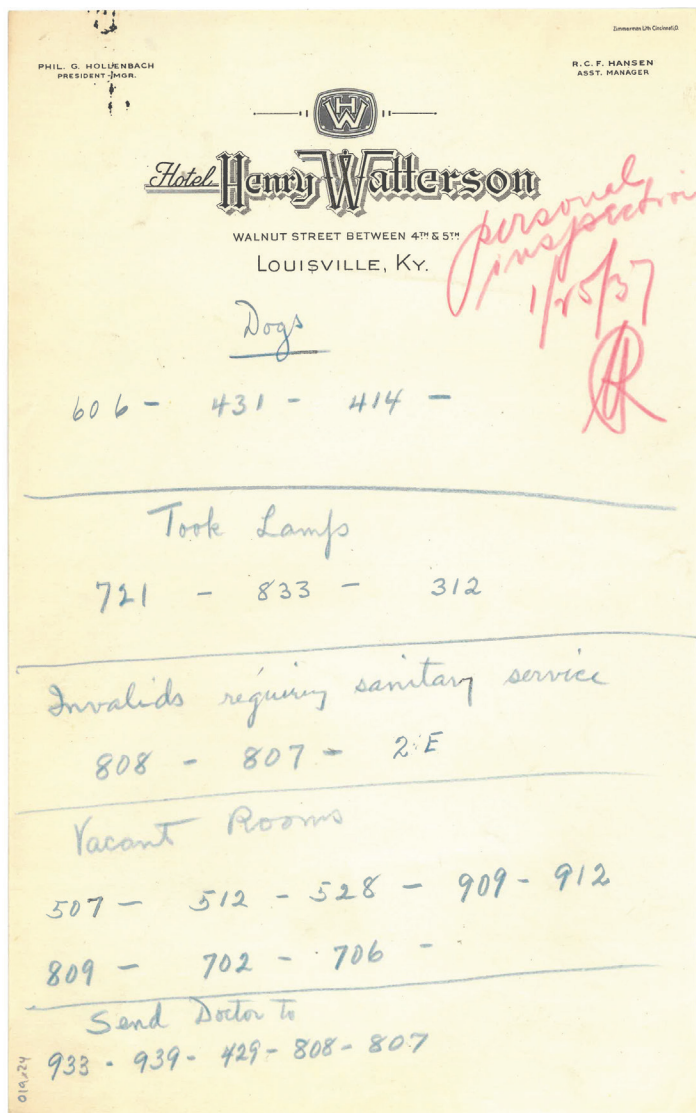 Zimmerman Lith. Cincinnati, O.
PHIL. G. HOLLENBACH
PRESIDENT-MGR.
R.C.F. HANSEN
ASST. MANAGER
HW
Hotel Henry Watterson
WALNUT STREET BETWEEN 4TH & 5TH
LOUISVILLE, KY.
personal
inspection
1/25/37
Dogs
606 - 431 - 414 -
Took Lamps
721 - 833 - 312
Invalids requiring sanitary service
808 - 807 - 2 E
Vacant Rooms
507 - 512 - 528 - 909 - 912
809 - 702 - 706 -
Send Doctor to
933 - 939 - 429 - 808 - 807
019x24